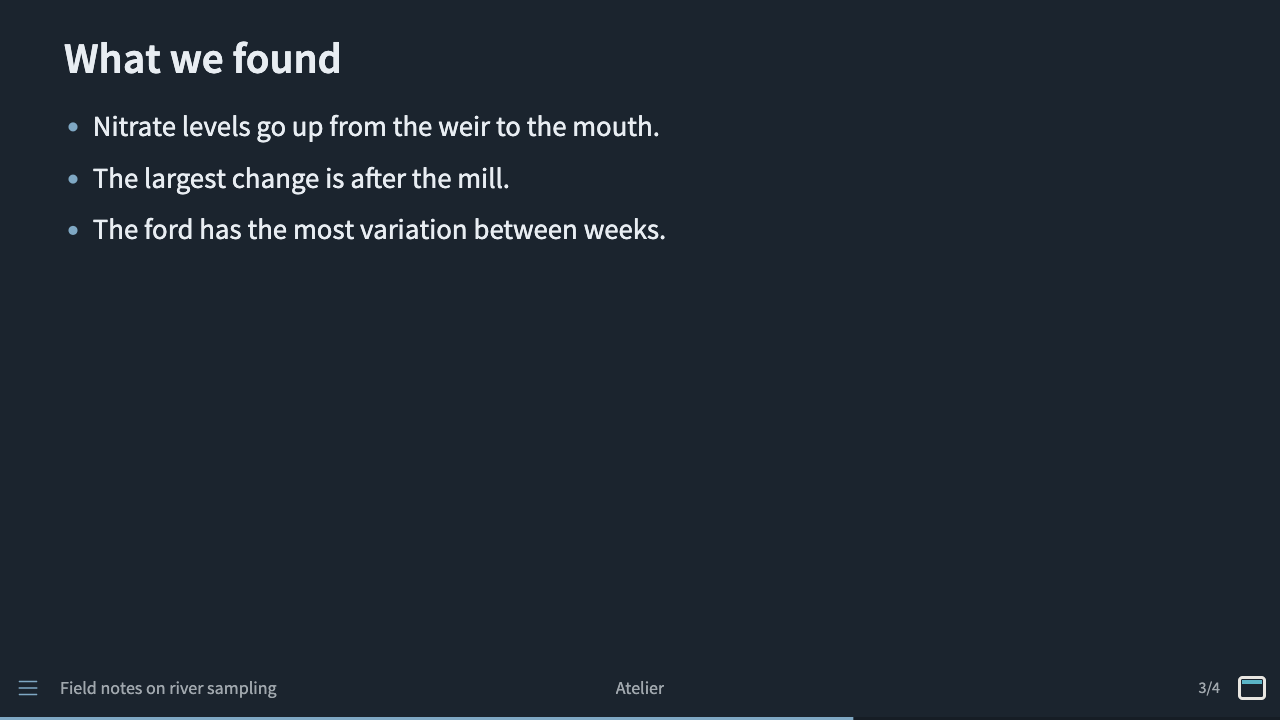 What we found
• Nitrate levels go up from the weir to the mouth.
• The largest change is after the mill.
• The ford has the most variation between weeks.
Field notes on river sampling
Atelier
3/4